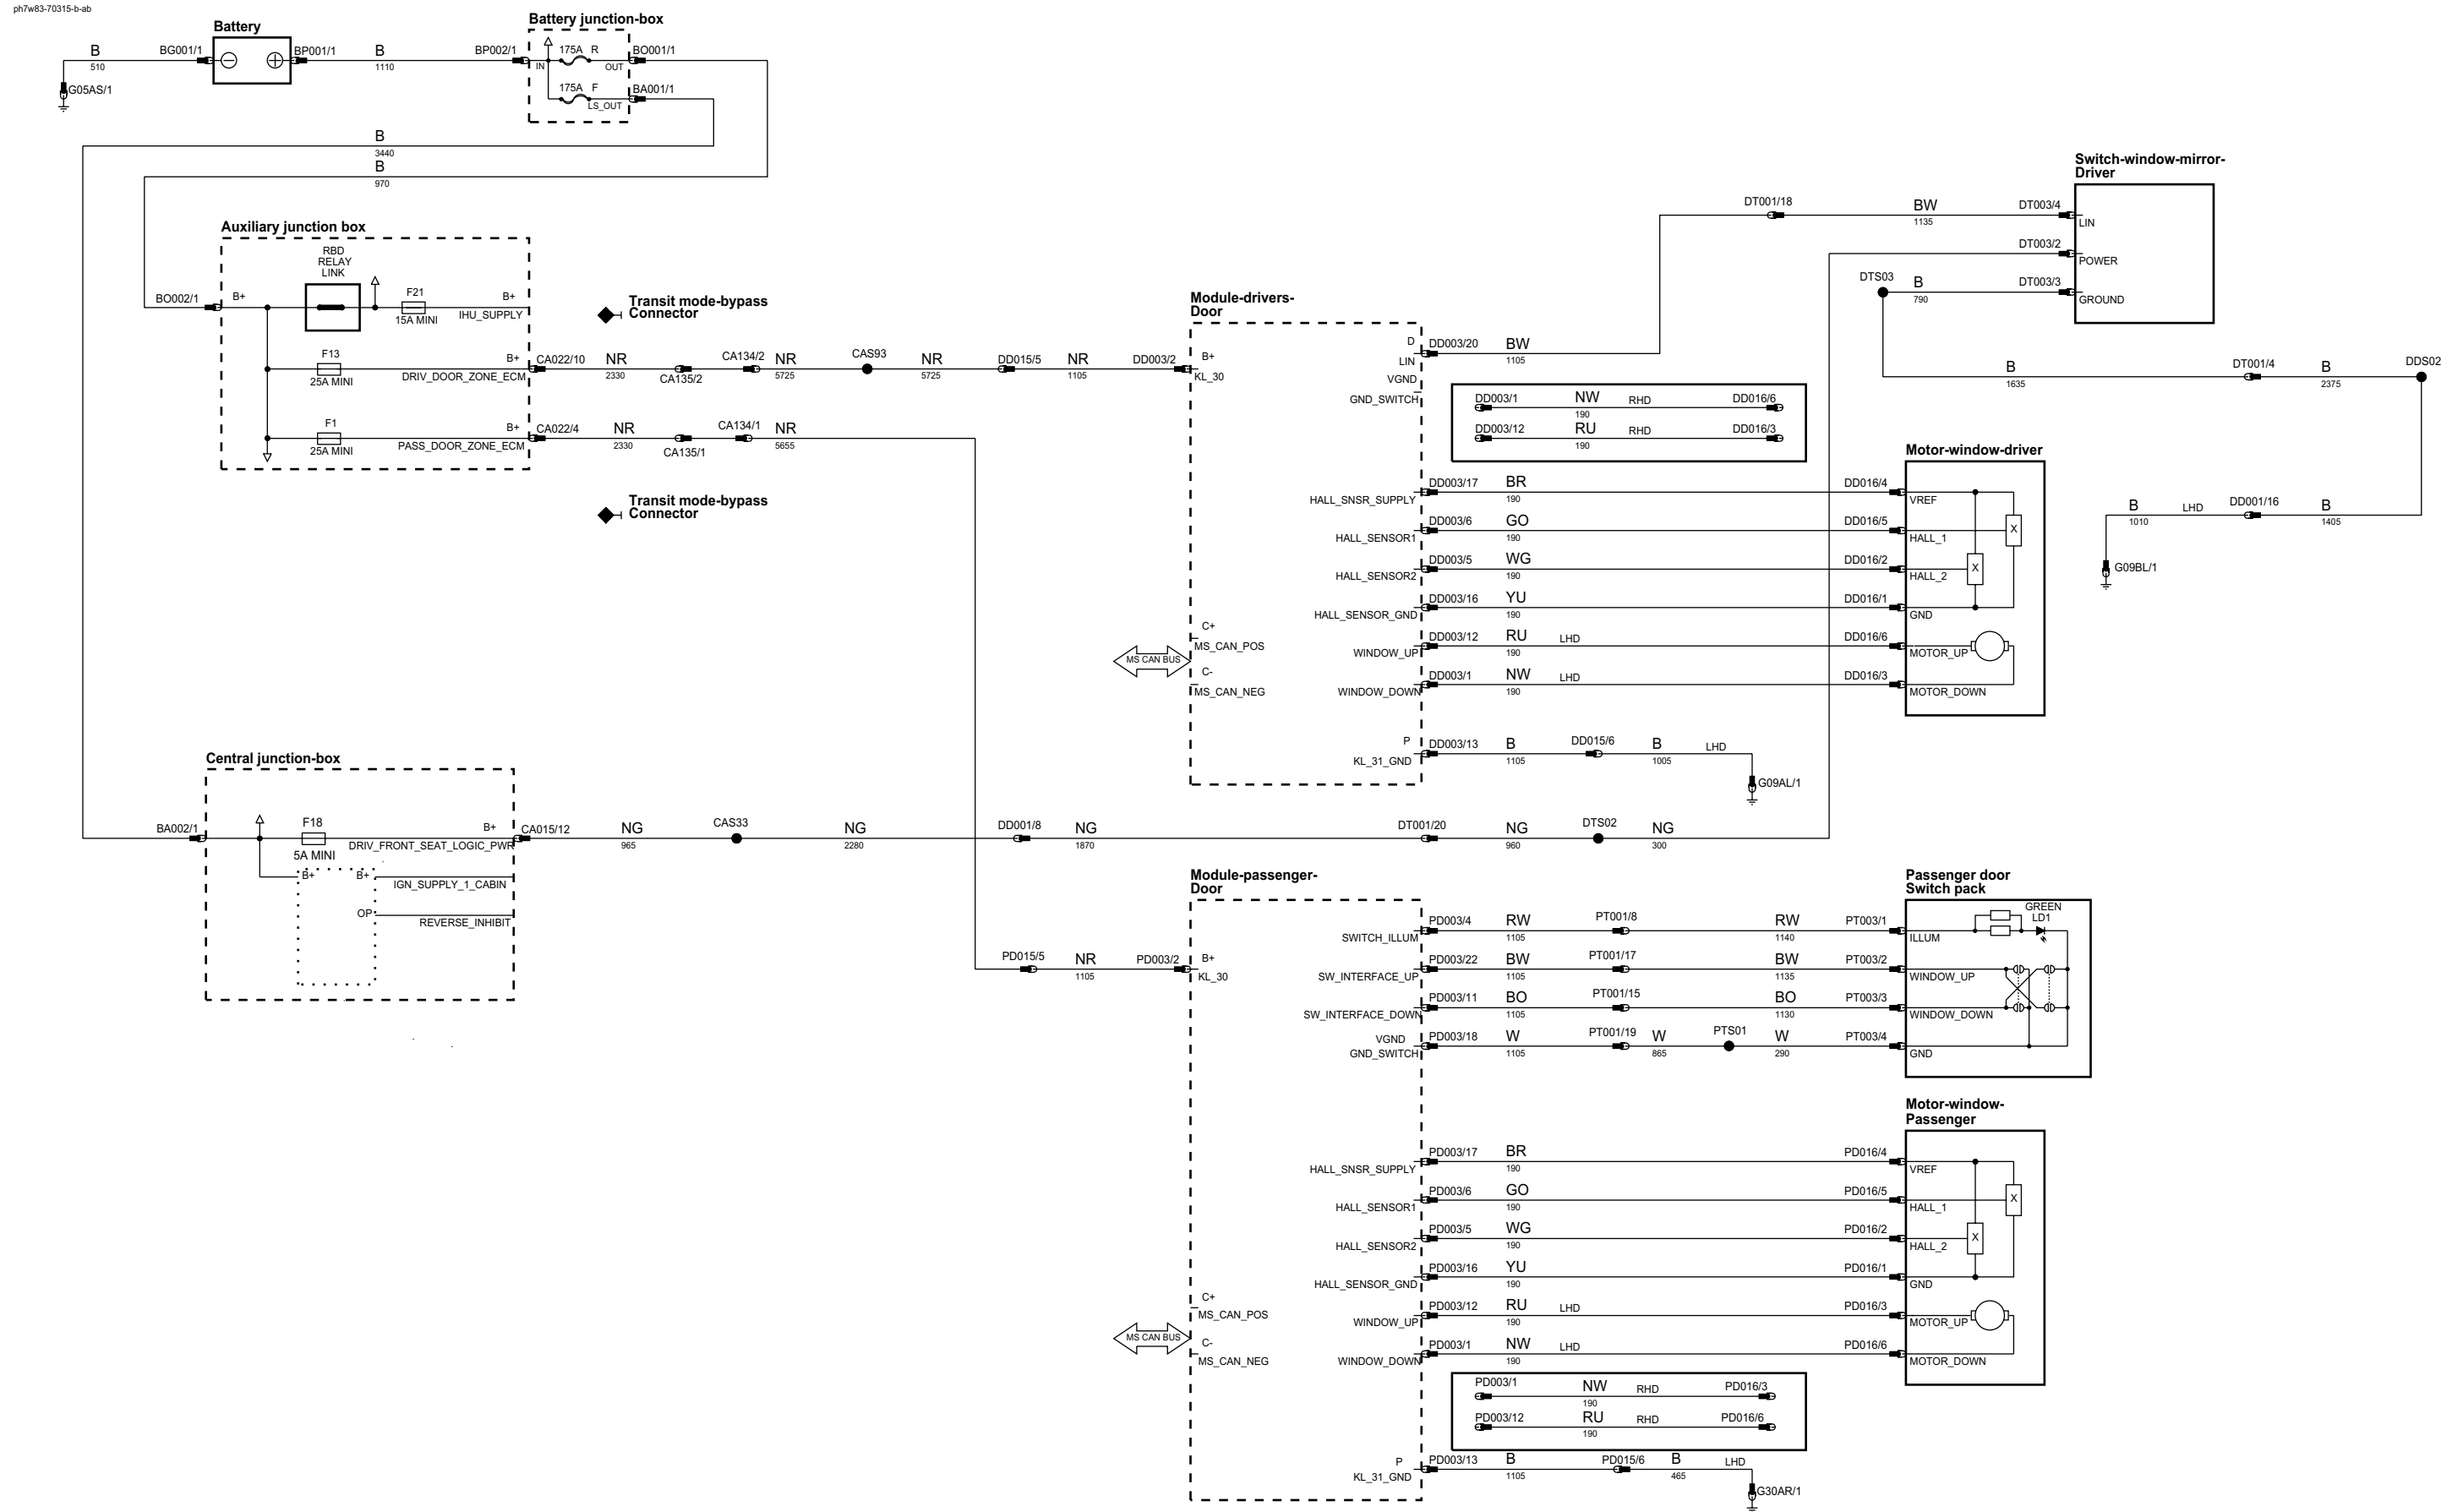 ph7w83-70315-b-ab
Battery
Battery junction-box
B
510
BG001/1
BP001/1
B
1110
BP002/1
IN
175A R
OUT
BO001/1
175A F
LS_OUT
BA001/1
G05AS/1
B
3440
B
970
Auxiliary junction box
RBD
RELAY
LINK
BO002/1
B+
F21
15A MINI
B+
IHU_SUPPLY
F13
25A MINI
B+
DRIV_DOOR_ZONE_ECM
CA022/10
NR
2330
CA135/2
CA134/2
NR
5725
CAS93
NR
5725
DD015/5
NR
1105
DD003/2
F1
25A MINI
B+
PASS_DOOR_ZONE_ECM
CA022/4
NR
2330
CA135/1
CA134/1
NR
5655
Transit mode-bypass
Connector
Transit mode-bypass
Connector
Module-drivers-
Door
B+
KL_30
D
LIN
VGND
GND_SWITCH
DD003/20
BW
1105
DT001/18
BW
1135
DT003/4
Switch-window-mirror-
Driver
LIN
DT003/2
POWER
DTS03
B
790
DT003/3
GROUND
B
1635
DT001/4
B
2375
DDS02
B
1010
LHD
DD001/16
B
1405
G09BL/1
DD003/1
NW
190
RHD
DD016/6
DD003/12
RU
190
RHD
DD016/3
Motor-window-driver
HALL_SNSR_SUPPLY
DD003/17
BR
190
DD016/4
VREF
HALL_SENSOR1
DD003/6
GO
190
DD016/5
HALL_1
X
HALL_SENSOR2
DD003/5
WG
190
DD016/2
HALL_2
X
HALL_SENSOR_GND
DD003/16
YU
190
DD016/1
GND
C+
MS_CAN_POS
MS CAN BUS
C-
MS_CAN_NEG
WINDOW_UP
DD003/12
RU
190
LHD
DD016/6
MOTOR_UP
WINDOW_DOWN
DD003/1
NW
190
LHD
DD016/3
MOTOR_DOWN
P
KL_31_GND
DD003/13
B
1105
DD015/6
B
1005
LHD
G09AL/1
Central junction-box
BA002/1
F18
5A MINI
B+
DRIV_FRONT_SEAT_LOGIC_PWR
CA015/12
NG
965
CAS33
NG
2280
DD001/8
NG
1870
DT001/20
NG
960
DTS02
NG
300
B+
B+
IGN_SUPPLY_1_CABIN
OP
REVERSE_INHIBIT
Module-passenger-
Door
PD015/5
NR
1105
PD003/2
B+
KL_30
Passenger door
Switch pack
SWITCH_ILLUM
PD003/4
RW
1105
PT001/8
RW
1140
PT003/1
ILLUM
GREEN
LD1
SW_INTERFACE_UP
PD003/22
BW
1105
PT001/17
BW
1135
PT003/2
WINDOW_UP
SW_INTERFACE_DOWN
PD003/11
BO
1105
PT001/15
BO
1130
PT003/3
WINDOW_DOWN
VGND
GND_SWITCH
PD003/18
W
1105
PT001/19
W
865
PTS01
W
290
PT003/4
GND
Motor-window-
Passenger
HALL_SNSR_SUPPLY
PD003/17
BR
190
PD016/4
VREF
HALL_SENSOR1
PD003/6
GO
190
PD016/5
HALL_1
X
HALL_SENSOR2
PD003/5
WG
190
PD016/2
HALL_2
X
HALL_SENSOR_GND
PD003/16
YU
190
PD016/1
GND
C+
MS_CAN_POS
MS CAN BUS
C-
MS_CAN_NEG
WINDOW_UP
PD003/12
RU
190
LHD
PD016/3
MOTOR_UP
WINDOW_DOWN
PD003/1
NW
190
LHD
PD016/6
MOTOR_DOWN
PD003/1
NW
190
RHD
PD016/3
PD003/12
RU
190
RHD
PD016/6
P
KL_31_GND
PD003/13
B
1105
PD015/6
B
465
LHD
G30AR/1